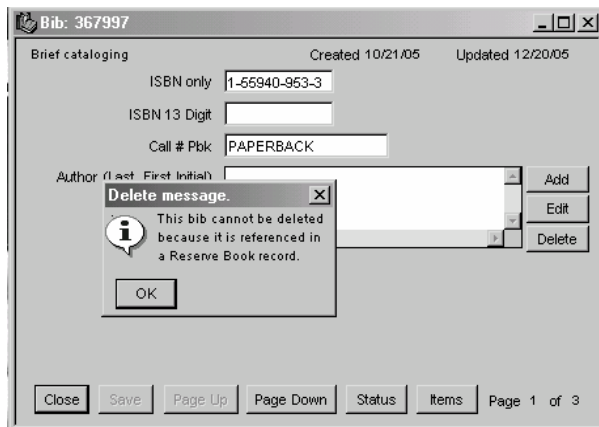 Bib: 367997
Brief cataloging Created 10/21/05 Updated 12/20/05
ISBN only 1-55940-953-3
ISBN 13 Digit
Call # Pbk PAPERBACK
Author (Last, First Initial)
Add
Edit
Delete
Delete message.
This bib cannot be deleted
because it is referenced in
a Reserve Book record.
OK
Close Save Page Up Page Down Status Items Page 1 of 3